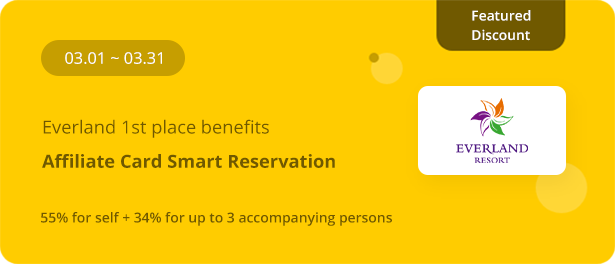 Featured
Discount
03.01 ~ 03.31
Everland 1st place benefits
Affiliate Card Smart Reservation
EVERLAND
RESORT
55% for self + 34% for up to 3 accompanying persons